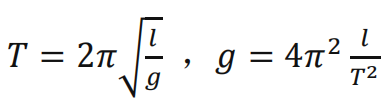 T = 2π√(l/g) , g = 4π² l/T²